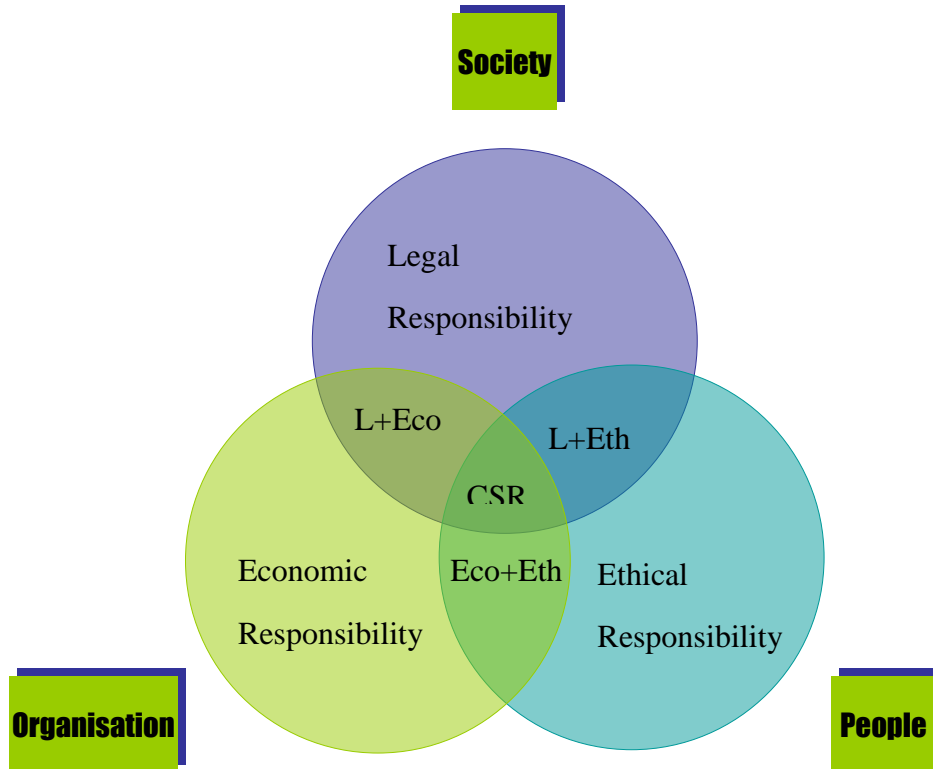 Society
Legal
Responsibility
L+Eco
L+Eth
CSR
Economic
Responsibility
Eco+Eth
Ethical
Responsibility
Organisation
People